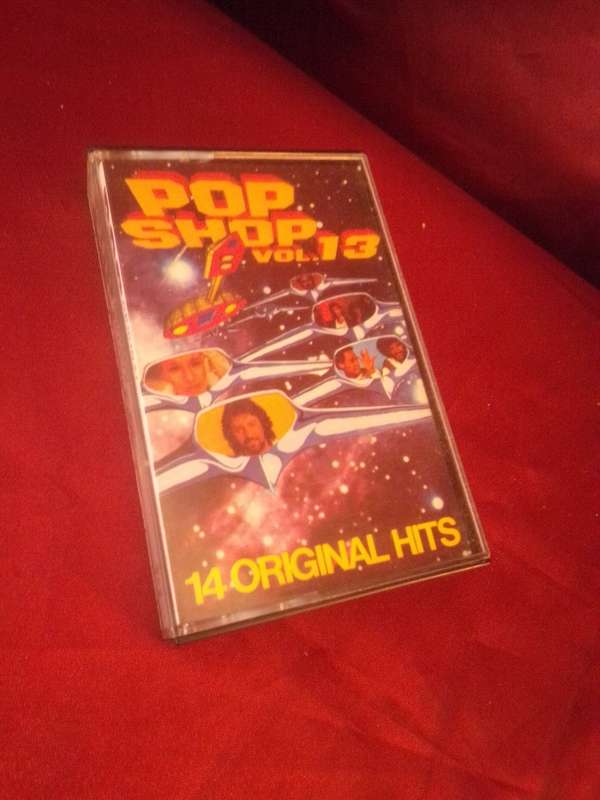 POP
SHOP
VOL. 13
14 ORIGINAL HITS